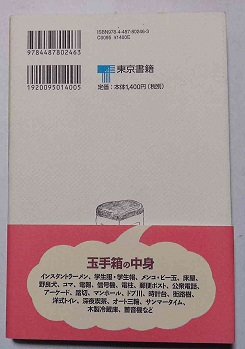 ISBN978-4-487-80246-3
C0095 ¥1400E
東京書籍
定価：本体1,400円(税別)
9784487802463
1920095014005
玉手箱の中身
インスタントラーメン、学生服・学生帽、メンコ・ビー玉、床屋、
野良犬、コマ、電報、信号機、電柱、郵便ポスト、公衆電話、
アーケード、踏切、マンホール、ドブ川、時計台、街路樹、
洋式トイレ、深夜喫茶、オート三輪、サンマータイム、
木製冷蔵庫、蓄音機など